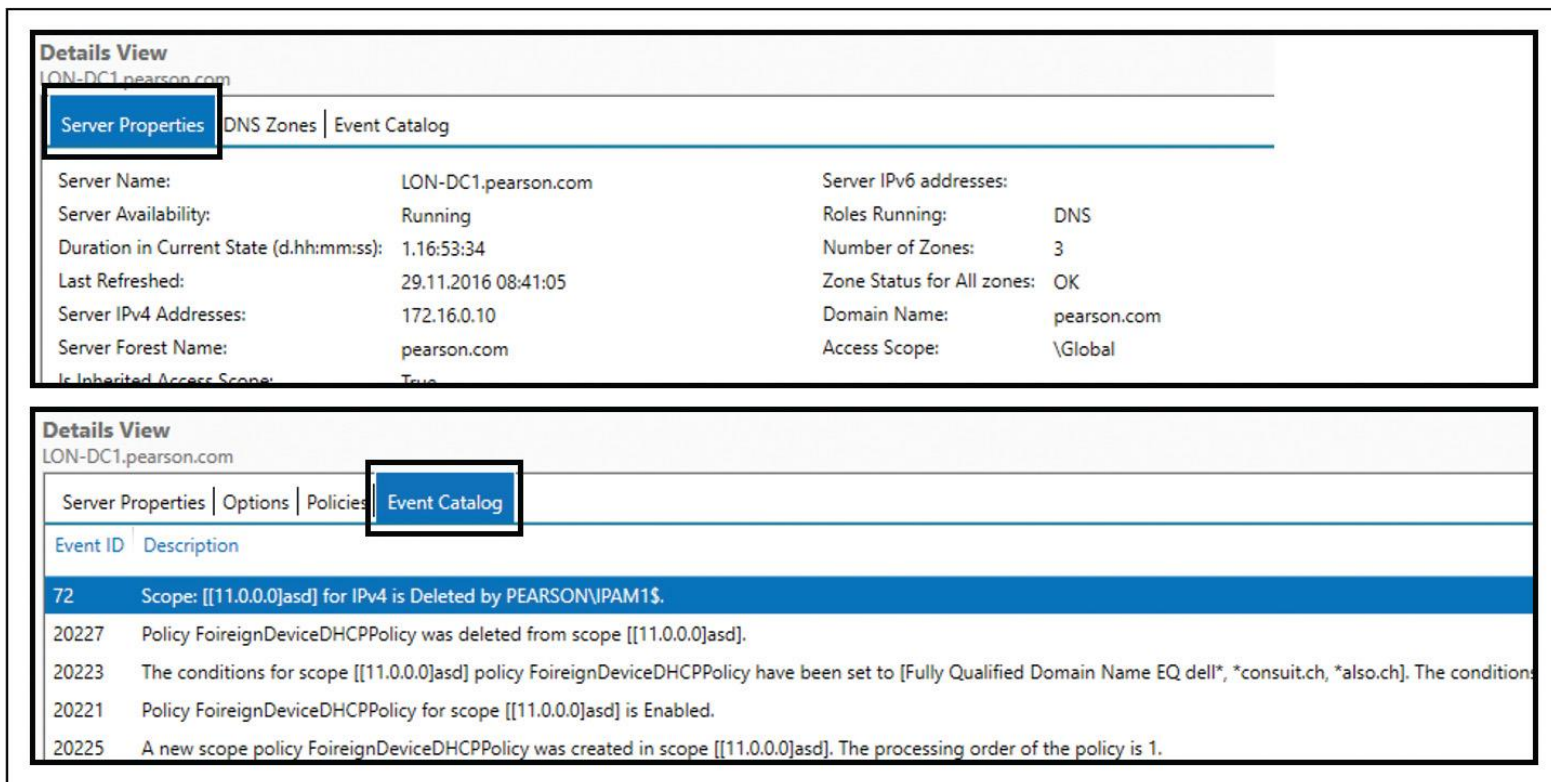 Details View
LON-DC1.pearson.com
Server Properties DNS Zones Event Catalog
Server Name: LON-DC1.pearson.com Server IPv6 addresses:
Server Availability: Running Roles Running: DNS
Duration in Current State (d.hh:mm:ss): 1.16:53:34 Number of Zones: 3
Last Refreshed: 29.11.2016 08:41:05 Zone Status for All zones: OK
Server IPv4 Addresses: 172.16.0.10 Domain Name: pearson.com
Server Forest Name: pearson.com Access Scope: \Global
Is Inherited Access Scope: True
Details View
LON-DC1.pearson.com
Server Properties Options Policies Event Catalog
Event ID Description
72 Scope: [[11.0.0.0]asd] for IPv4 is Deleted by PEARSON\IPAM1$.
20227 Policy FoireignDeviceDHCPPolicy was deleted from scope [[11.0.0.0]asd].
20223 The conditions for scope [[11.0.0.0]asd] policy FoireignDeviceDHCPPolicy have been set to [Fully Qualified Domain Name EQ dell*, *consuit.ch, *also.ch]. The conditions
20221 Policy FoireignDeviceDHCPPolicy for scope [[11.0.0.0]asd] is Enabled.
20225 A new scope policy FoireignDeviceDHCPPolicy was created in scope [[11.0.0.0]asd]. The processing order of the policy is 1.